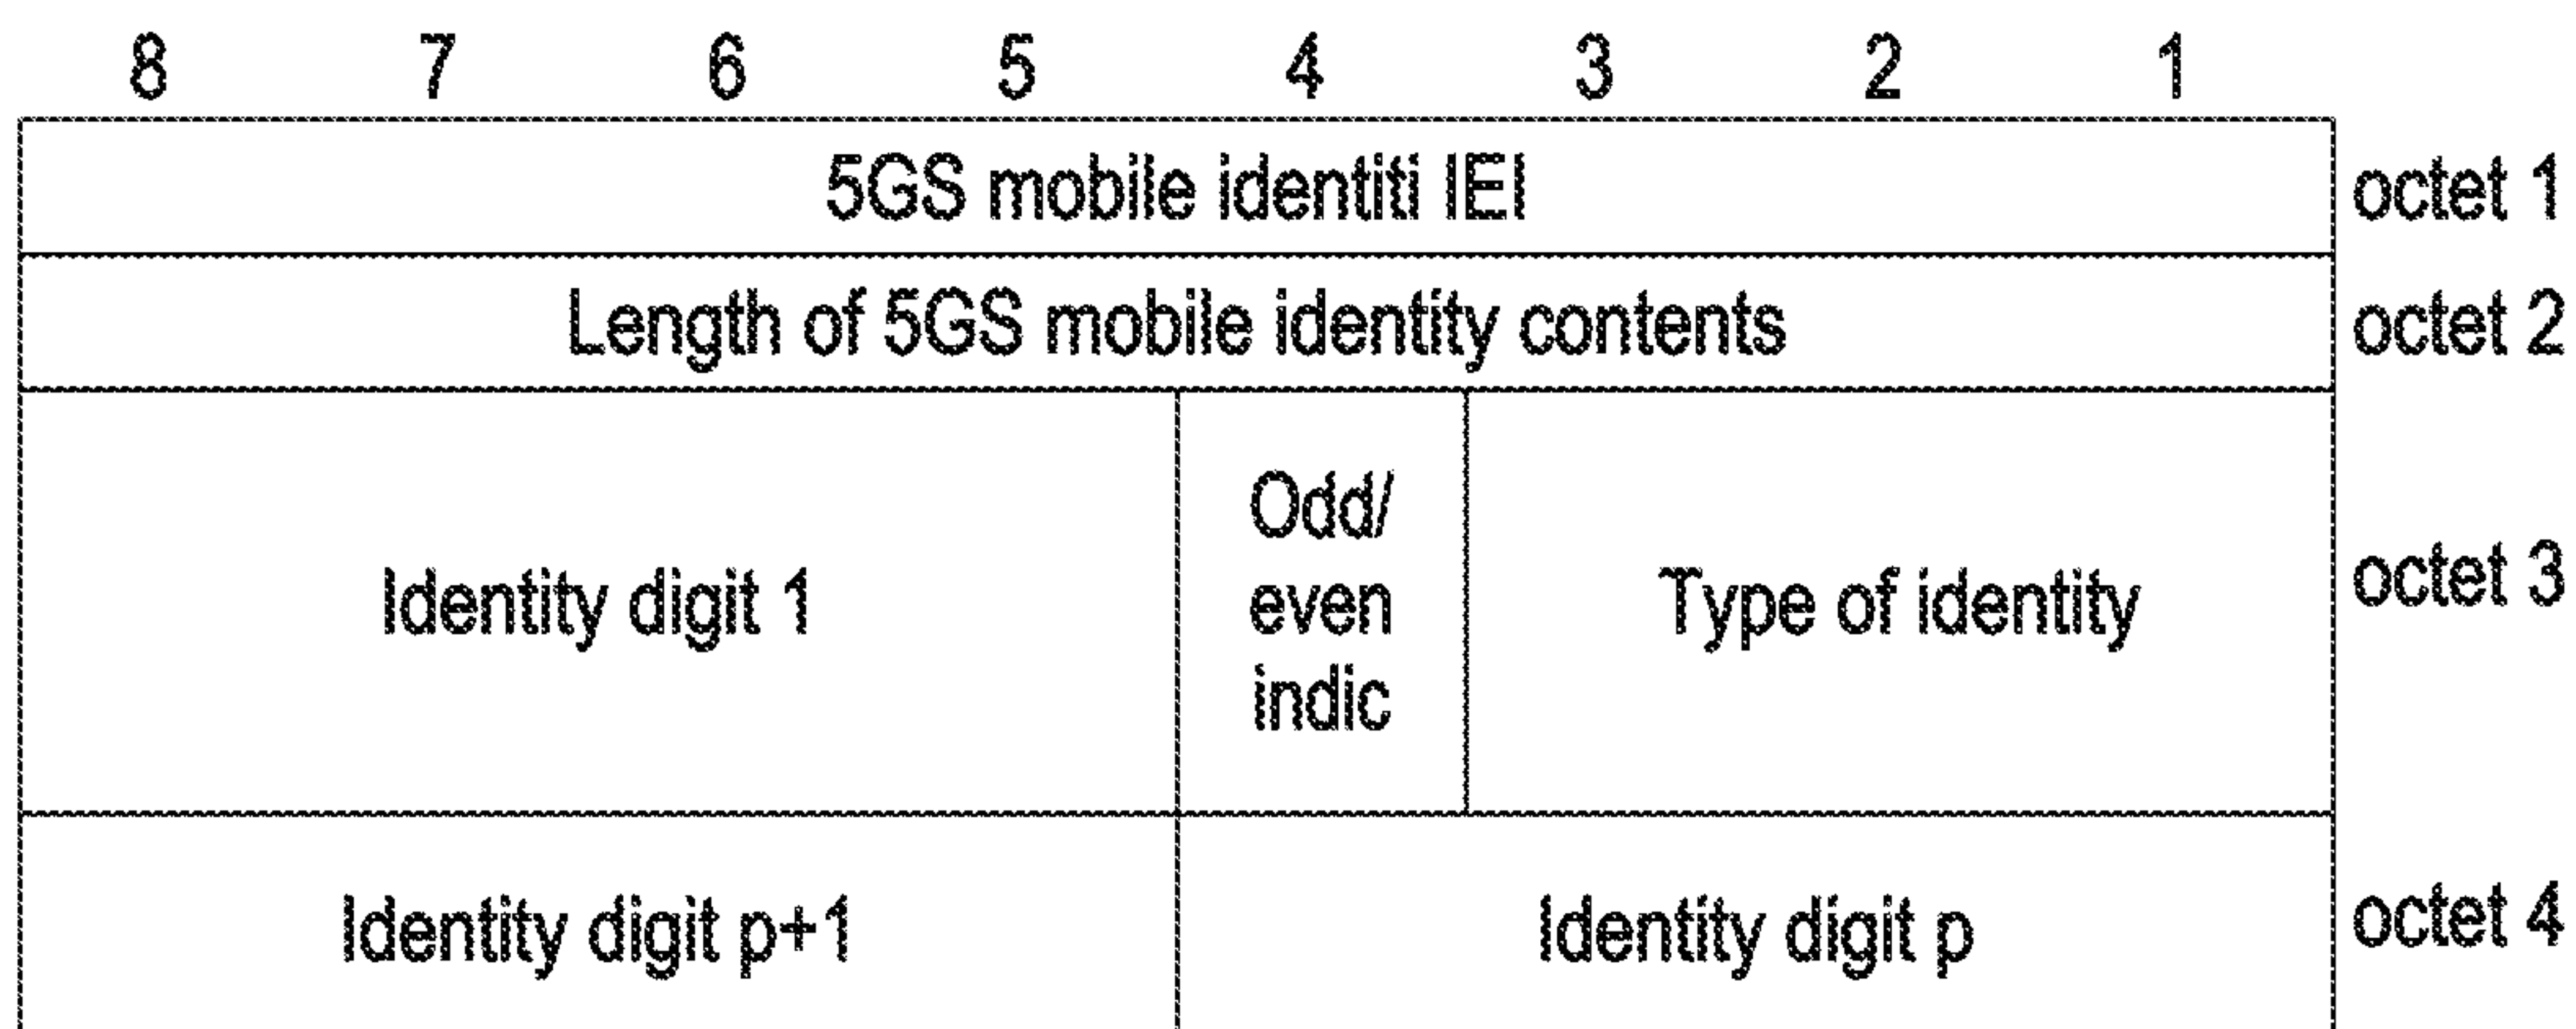 8 7 6 5 4 3 2 1
5GS mobile identiti IEI octet 1
Length of 5GS mobile identity contents octet 2
Identity digit 1
Odd/
even
indic
Type of identity
octet 3
Identity digit p+1 Identity digit p octet 4